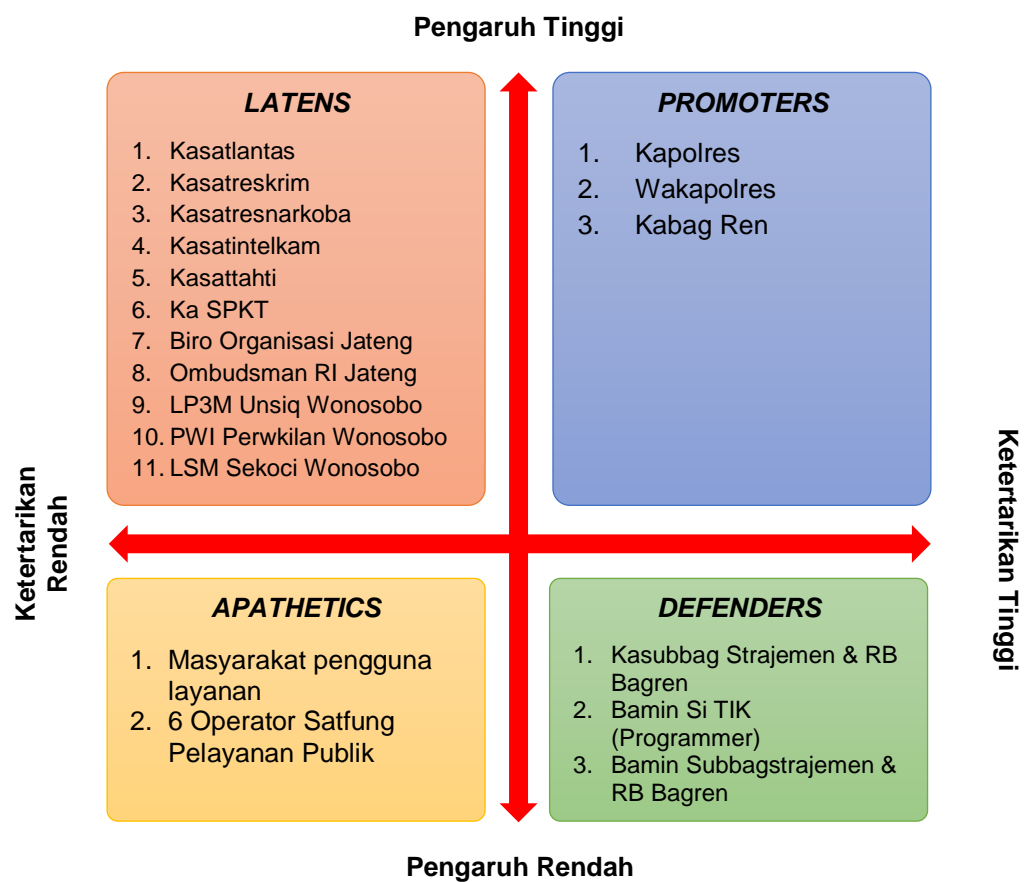 Pengaruh Tinggi
LATENS
1. Kasatlantas
2. Kasatreskrim
3. Kasatresnarkoba
4. Kasatintelkam
5. Kasattahti
6. Ka SPKT
7. Biro Organisasi Jateng
8. Ombudsman RI Jateng
9. LP3M Unsiq Wonosobo
10. PWI Perwkilan Wonosobo
11. LSM Sekoci Wonosobo
PROMOTERS
1. Kapolres
2. Wakapolres
3. Kabag Ren
Ketertarikan
Rendah
Ketertarikan Tinggi
APATHETICS
1. Masyarakat pengguna
layanan
2. 6 Operator Satfung
Pelayanan Publik
DEFENDERS
1. Kasubbag Strajemen & RB
Bagren
2. Bamin Si TIK
(Programmer)
3. Bamin Subbagstrajemen &
RB Bagren
Pengaruh Rendah